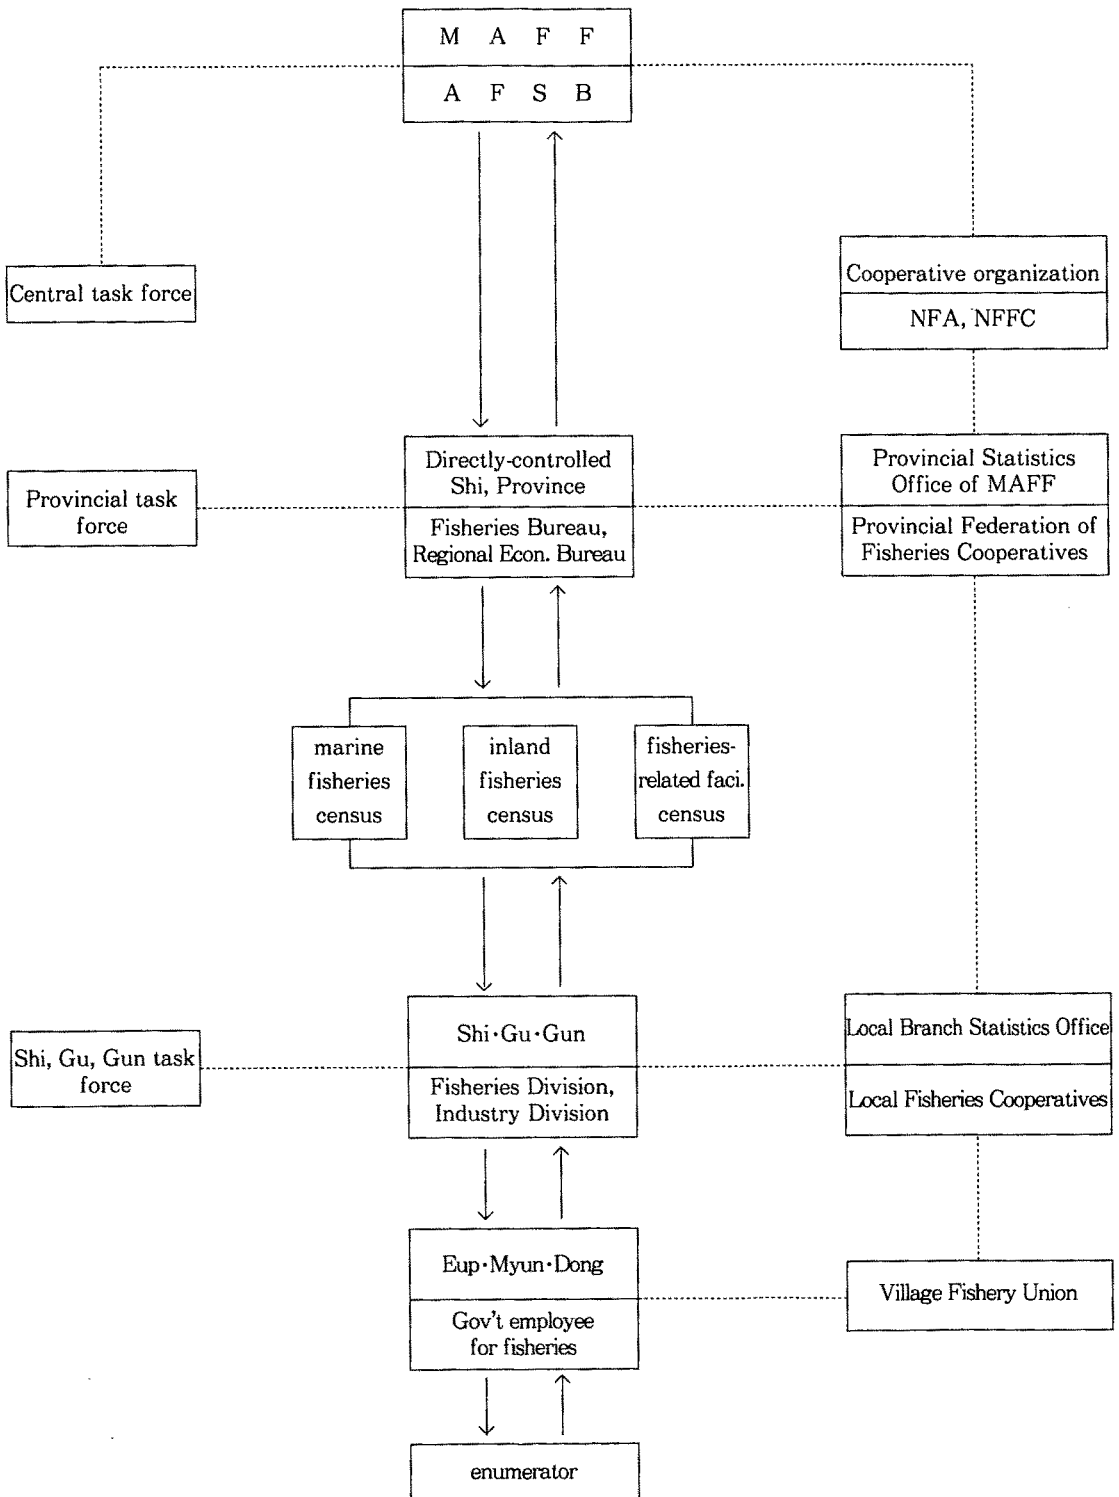 M A F F
A F S B
Central task force
Cooperative organization
NFA, NFFC
Provincial task
force
Directly-controlled
Shi, Province
Fisheries Bureau,
Regional Econ. Bureau
Provincial Statistics
Office of MAFF
Provincial Federation of
Fisheries Cooperatives
marine
fisheries
census
inland
fisheries
census
fisheries-
related faci.
census
Shi, Gu, Gun task
force
Shi·Gu·Gun
Fisheries Division,
Industry Division
Local Branch Statistics Office
Local Fisheries Cooperatives
Eup·Myun·Dong
Gov't employee
for fisheries
Village Fishery Union
enumerator